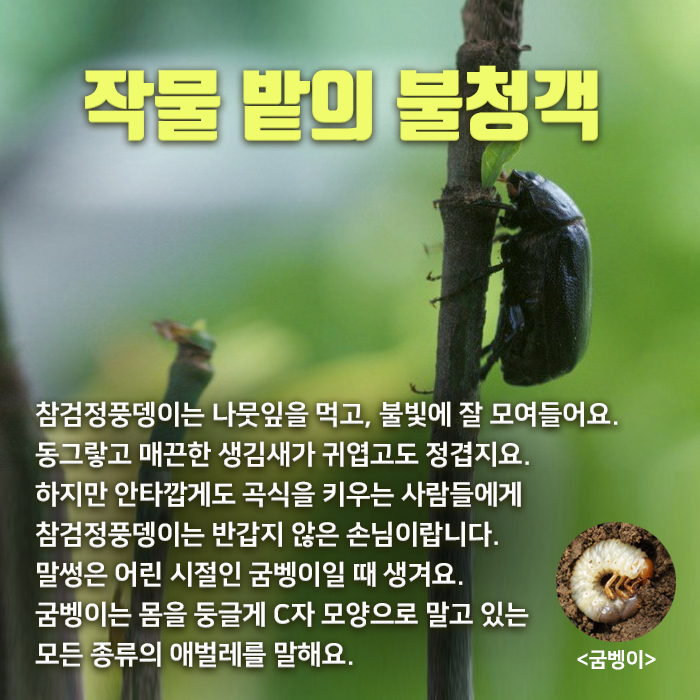 작물 밭의 불청객
참검정풍뎅이는 나뭇잎을 먹고, 불빛에 잘 모여들어요.
동그랗고 매끈한 생김새가 귀엽고도 정겹지요.
하지만 안타깝게도 곡식을 키우는 사람들에게
참검정풍뎅이는 반갑지 않은 손님이랍니다.
말썽은 어린 시절인 굼벵이일 때 생겨요.
굼벵이는 몸을 둥글게 C자 모양으로 말고 있는
모든 종류의 애벌레를 말해요.
<굼벵이>